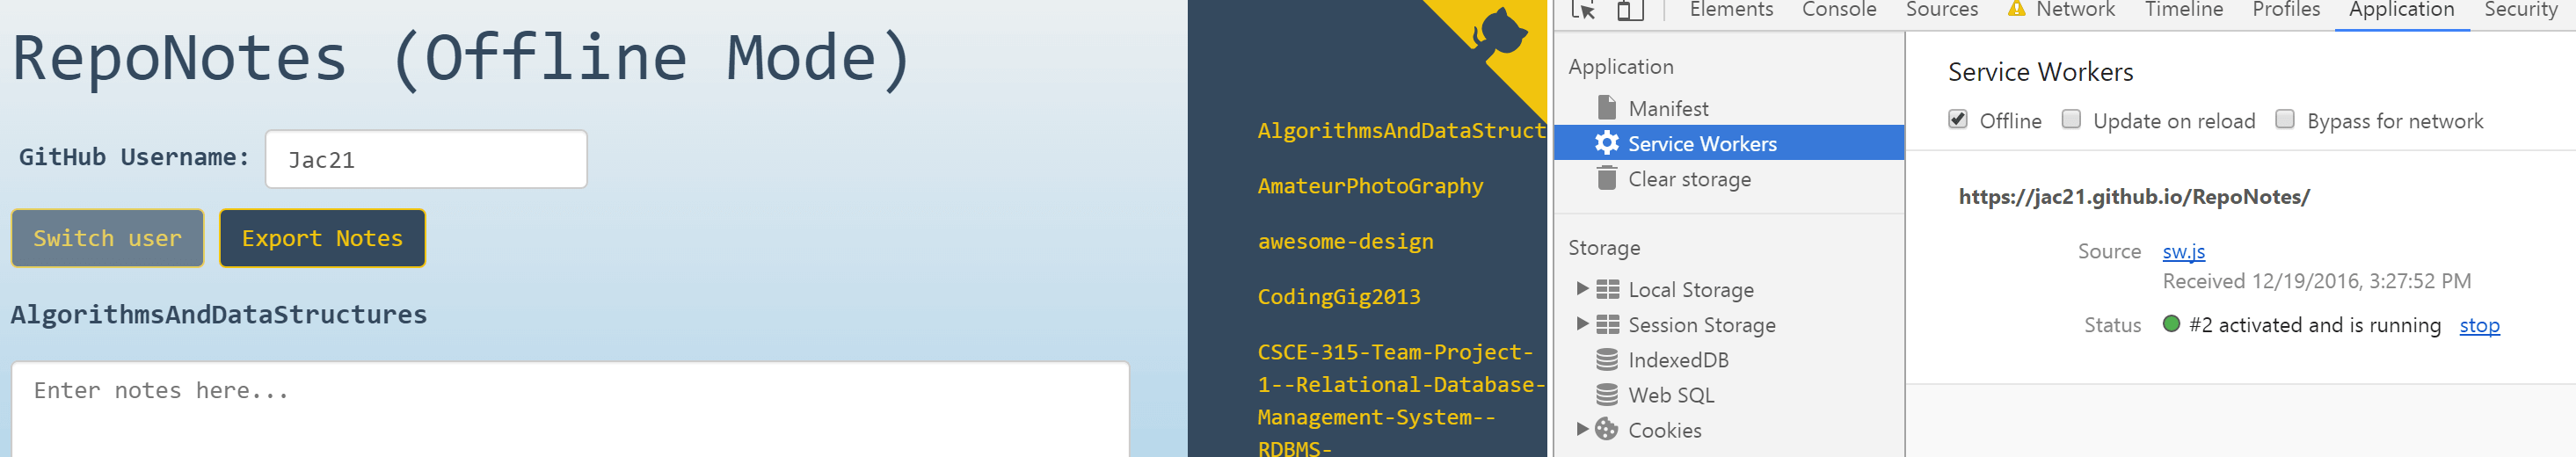 RepoNotes (Offline Mode)
GitHub Username: Jac21
Switch user Export Notes
AlgorithmsAndDataStructures
Enter notes here...
AlgorithmsAndDataStruct
AmateurPhotoGraphy
awesome-design
CodingGig2013
CSCE-315-Team-Project-
1--Relational-Database-
Management-System--
RDBMS-
Elements Console Sources Network Timeline Profiles Application Security
Application
Manifest
Service Workers
Clear storage
Storage
Local Storage
Session Storage
IndexedDB
Web SQL
Cookies
Service Workers
Offline Update on reload Bypass for network
https://jac21.github.io/RepoNotes/
Source sw.js
Received 12/19/2016, 3:27:52 PM
Status #2 activated and is running stop